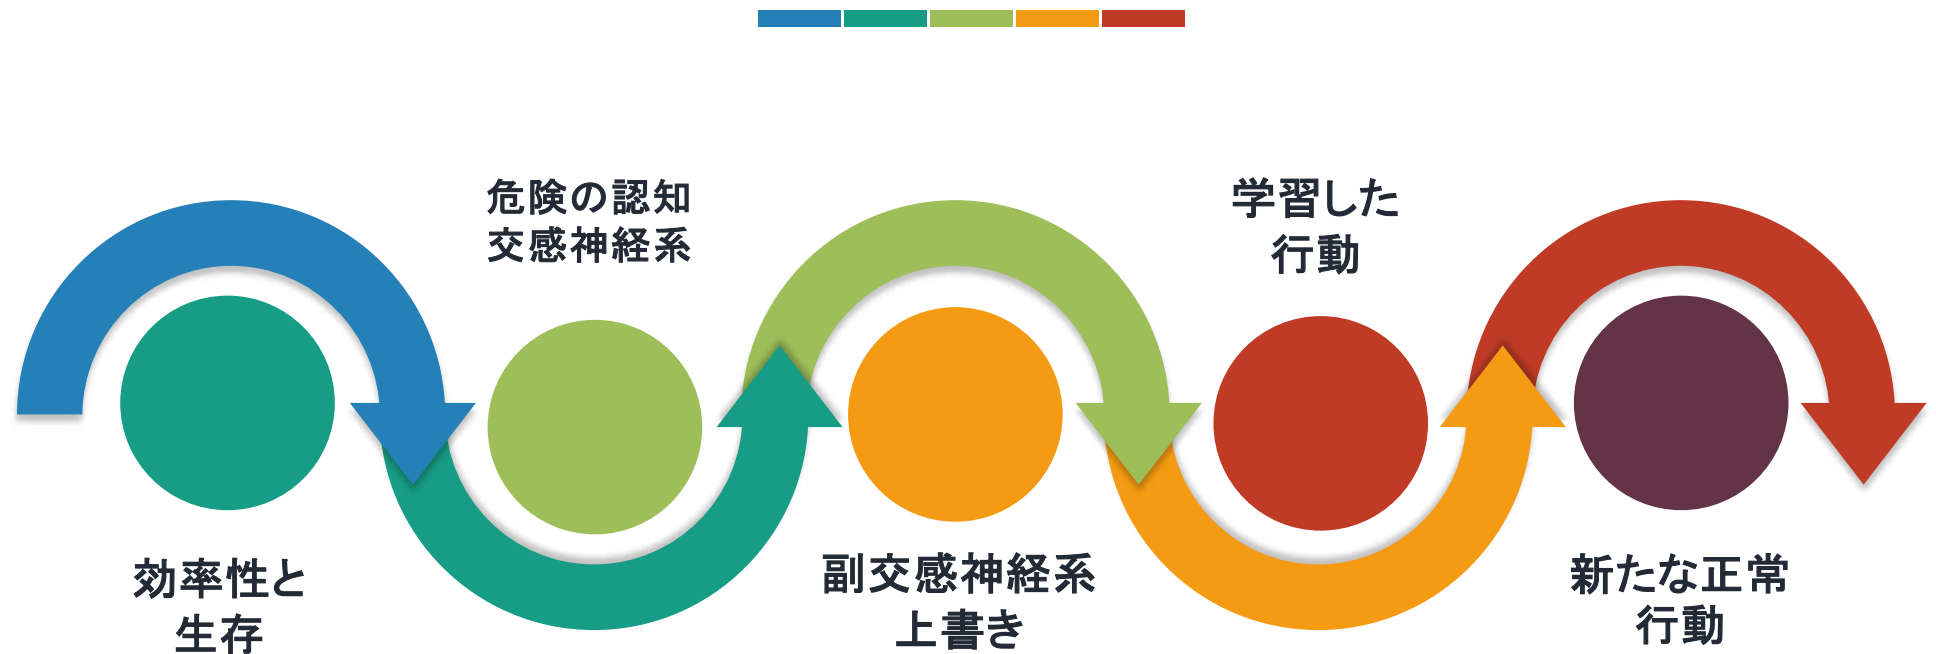 効率性と
生存
危険の認知
交感神経系
副交感神経系
上書き
学習した
行動
新たな正常
行動